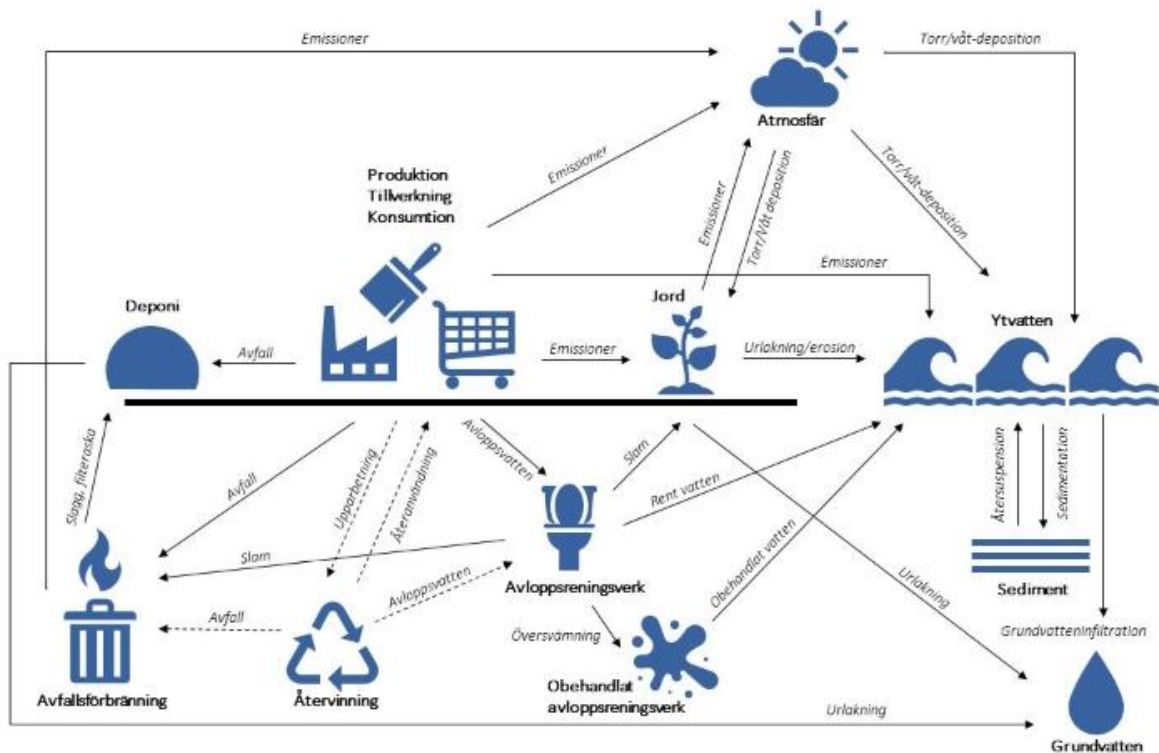 Emissioner
Torr/våt-deposition
Atmosfär
Produktion
Tillverkning
Konsumtion
Emissioner
Emissioner
Torr/Våt deposition
Torr/våt-deposition
Emissioner
Deponi
Jord
Ytvatten
Avfall
Emissioner
Urlakning/erosion
Slagg, filteraska
Avfall
Upparbetning
Återanvändning
Avloppsvatten
Slam
Rent vatten
Återsuspension
Sedimentation
Slam
Avloppsvatten
Avloppsreningsverk
Obehandlat vatten
Urlakning
Sediment
Avfall
Översvämning
Grundvatteninfiltration
Avfallsförbränning
Återvinning
Obehandlat
avloppsreningsverk
Urlakning
Grundvatten